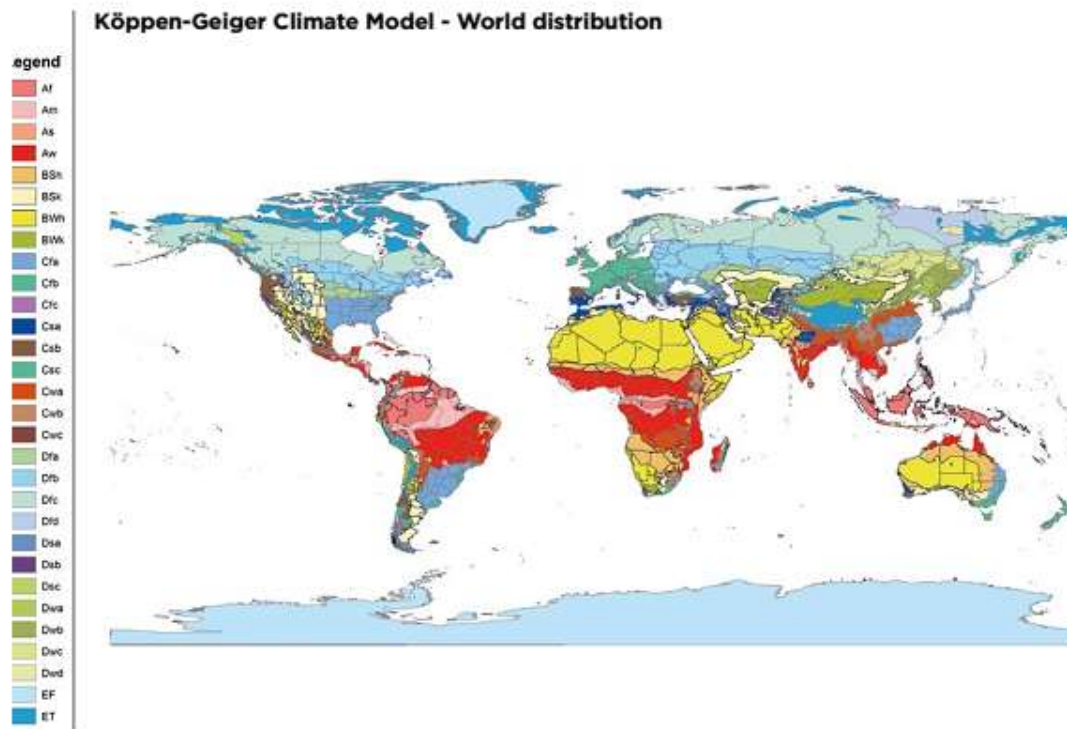 Köppen-Geiger Climate Model - World distribution
Legend
Af
Am
As
Aw
BSh
BSk
BWh
BWk
Cfa
Cfb
Cfc
Csa
Csb
Csc
Cwa
Cwb
Cwc
Dfa
Dfb
Dfc
Dfd
Dsa
Dsb
Dsc
Dwa
Dwb
Dwc
Dwd
EF
ET